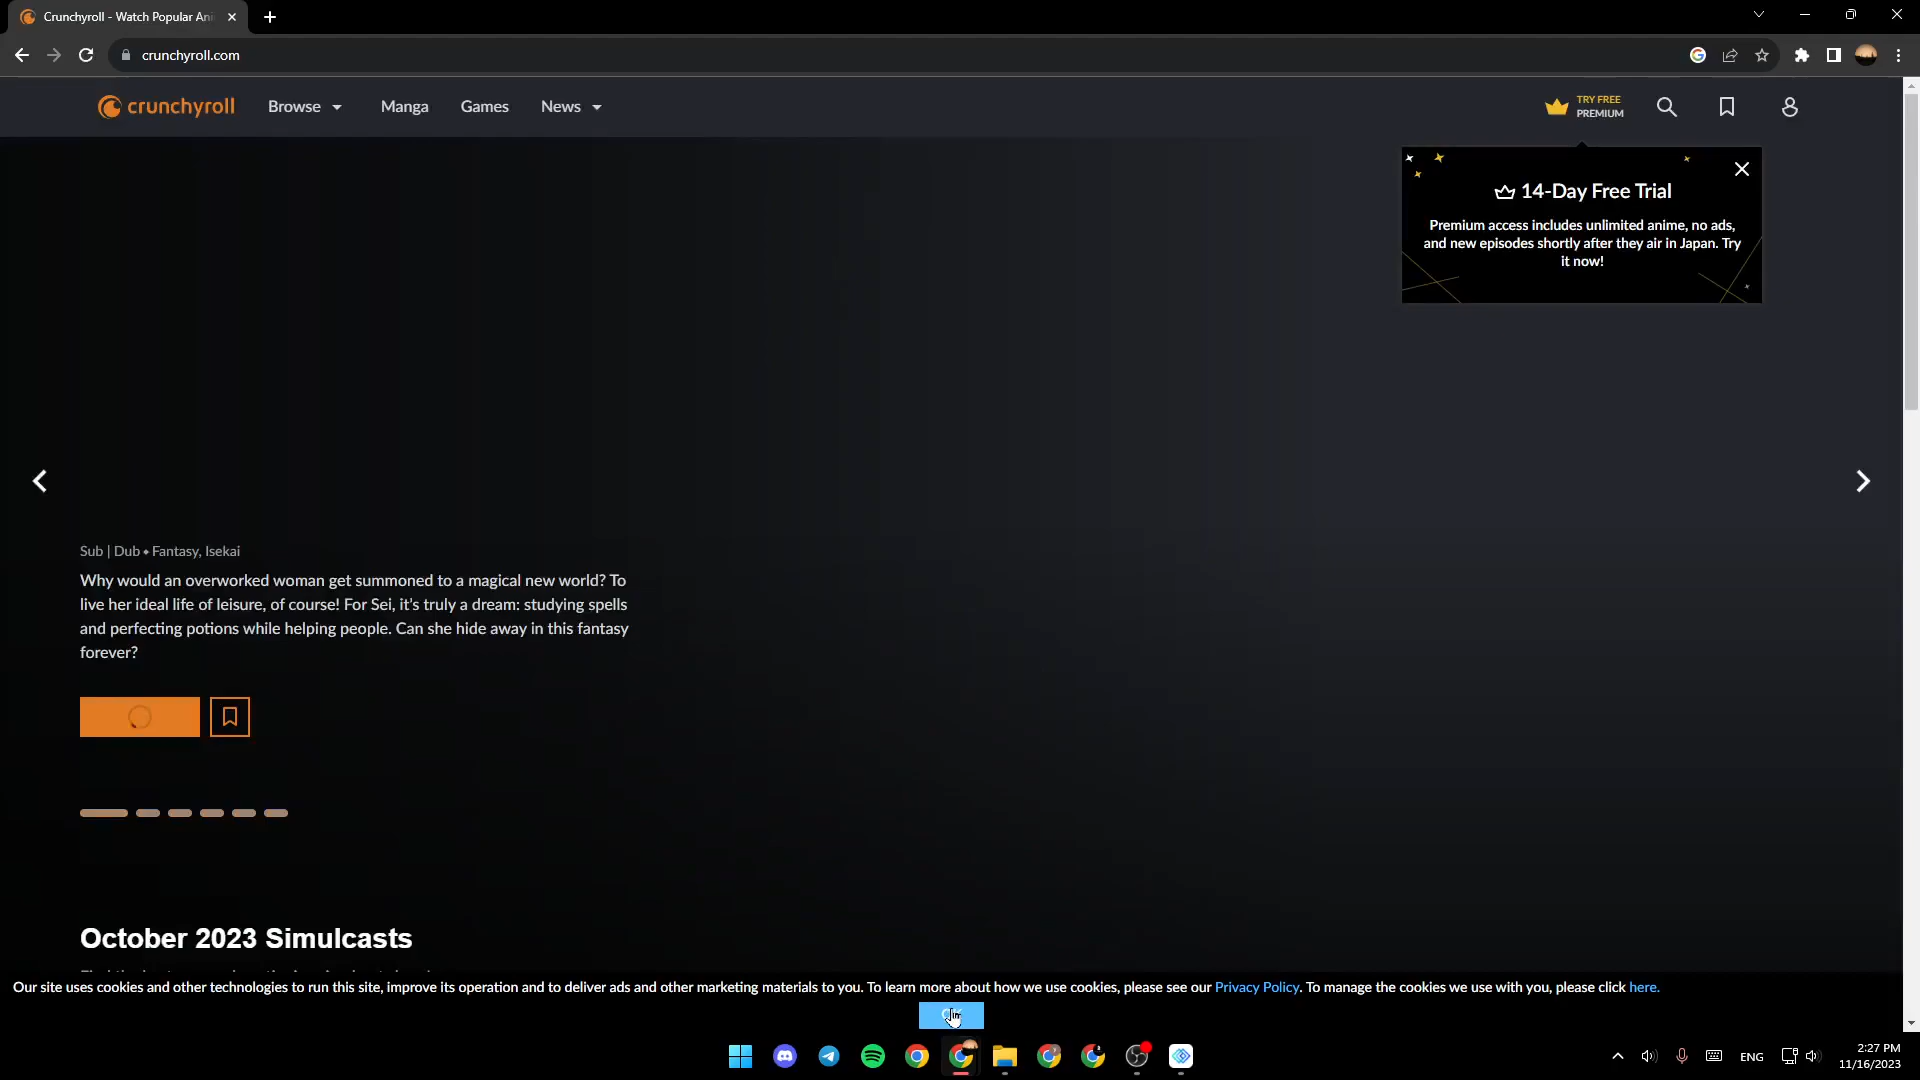 Crunchyroll - Watch Popular Ani
crunchyroll.com
crunchyroll
Browse
Manga
Games
News
TRY FREE
PREMIUM
14-Day Free Trial
Premium access includes unlimited anime, no ads,
and new episodes shortly after they air in Japan. Try
it now!
Sub | Dub ⬥ Fantasy, Isekai
Why would an overworked woman get summoned to a magical new world? To
live her ideal life of leisure, of course! For Sei, it's truly a dream: studying spells
and perfecting potions while helping people. Can she hide away in this fantasy
forever?
October 2023 Simulcasts
Our site uses cookies and other technologies to run this site, improve its operation and to deliver ads and other marketing materials to you. To learn more about how we use cookies, please see our Privacy Policy. To manage the cookies we use with you, please click here.
ENG
2:27 PM
11/16/2023